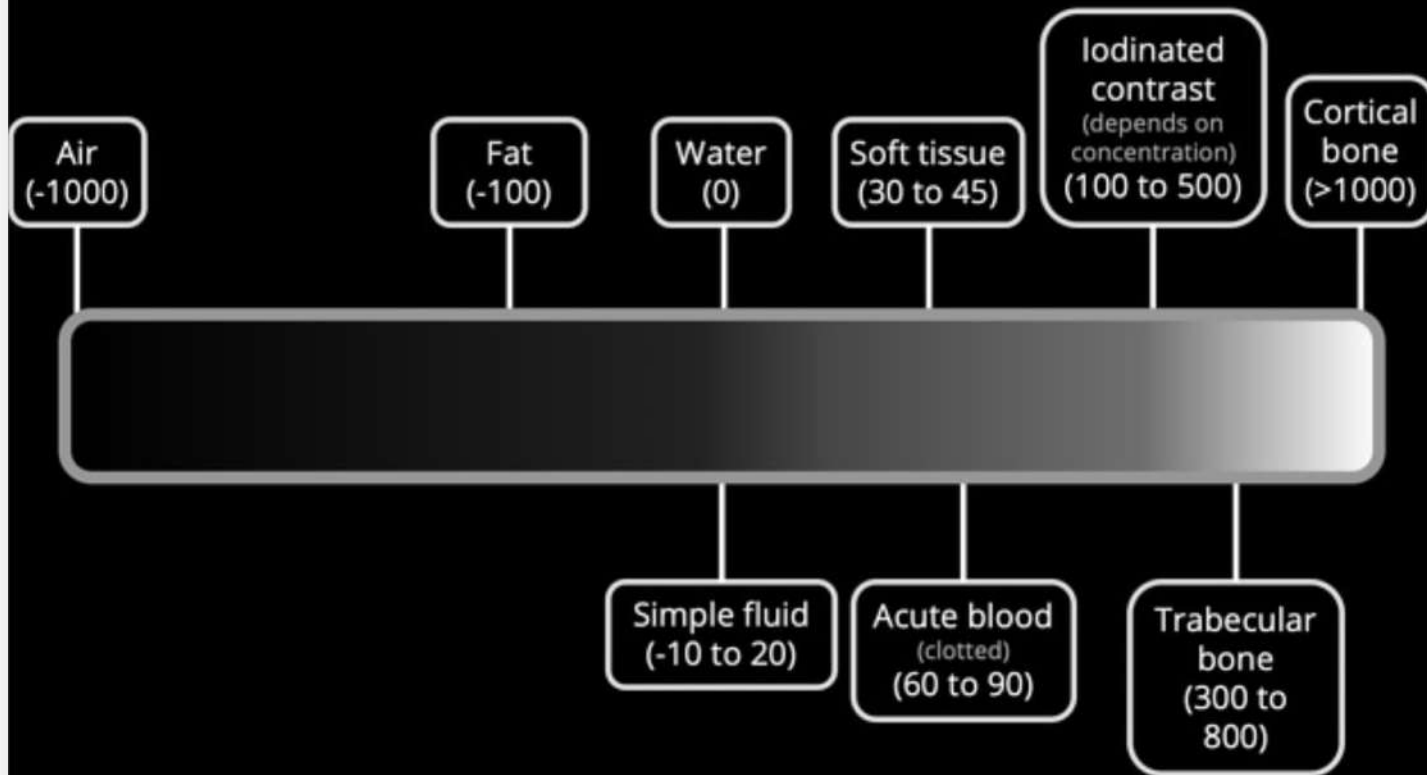 Air
(-1000)
Fat
(-100)
Water
(0)
Soft tissue
(30 to 45)
Iodinated
contrast
(depends on
concentration)
(100 to 500)
Cortical
bone
(>1000)
Simple fluid
(-10 to 20)
Acute blood
(clotted)
(60 to 90)
Trabecular
bone
(300 to
800)